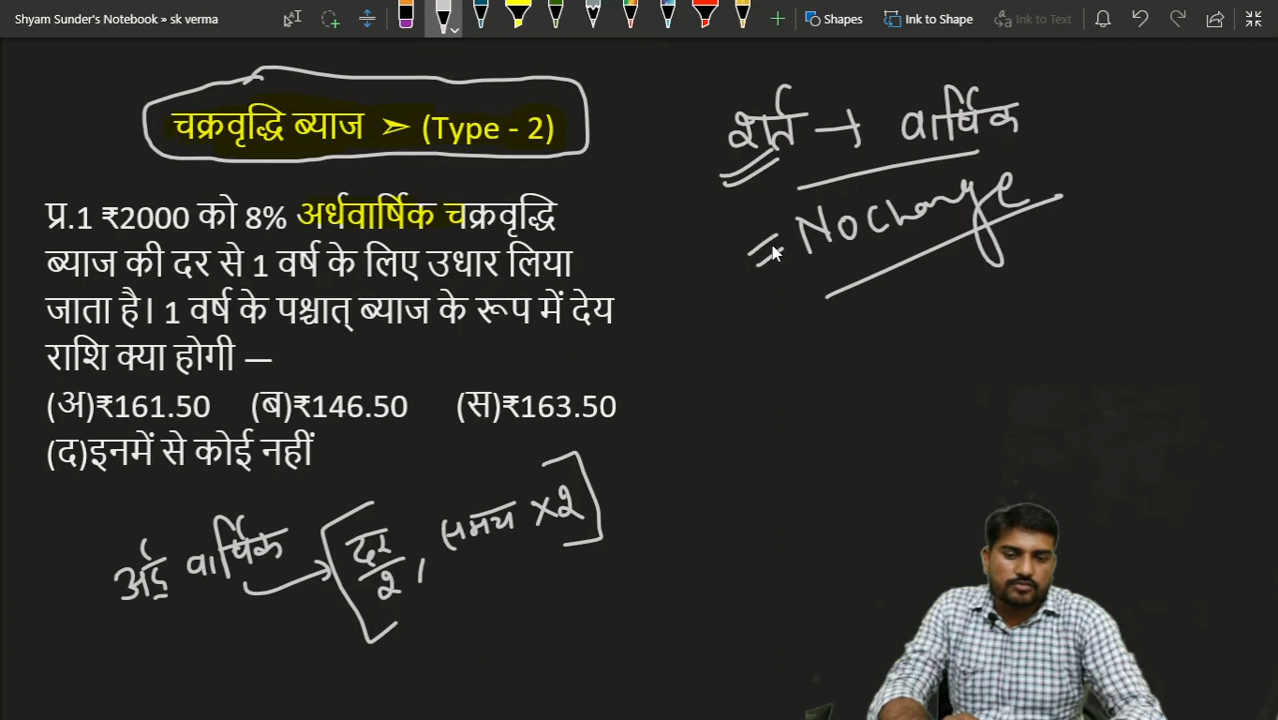 Shyam Sunder's Notebook » sk verma
Shapes
Ink to Shape
Ink to Text
चक्रवृद्धि ब्याज ➢ (Type - 2)
प्र.1 ₹2000 को 8% अर्धवार्षिक चक्रवृद्धि
ब्याज की दर से 1 वर्ष के लिए उधार लिया
जाता है। 1 वर्ष के पश्चात् ब्याज के रूप में देय
राशि क्या होगी —
(अ)₹161.50 (ब)₹146.50 (स)₹163.50
(द)इनमें से कोई नहीं
शर्त → वार्षिक
No Change
अर्द्ध वार्षिक → [दर/2, समय ×2]